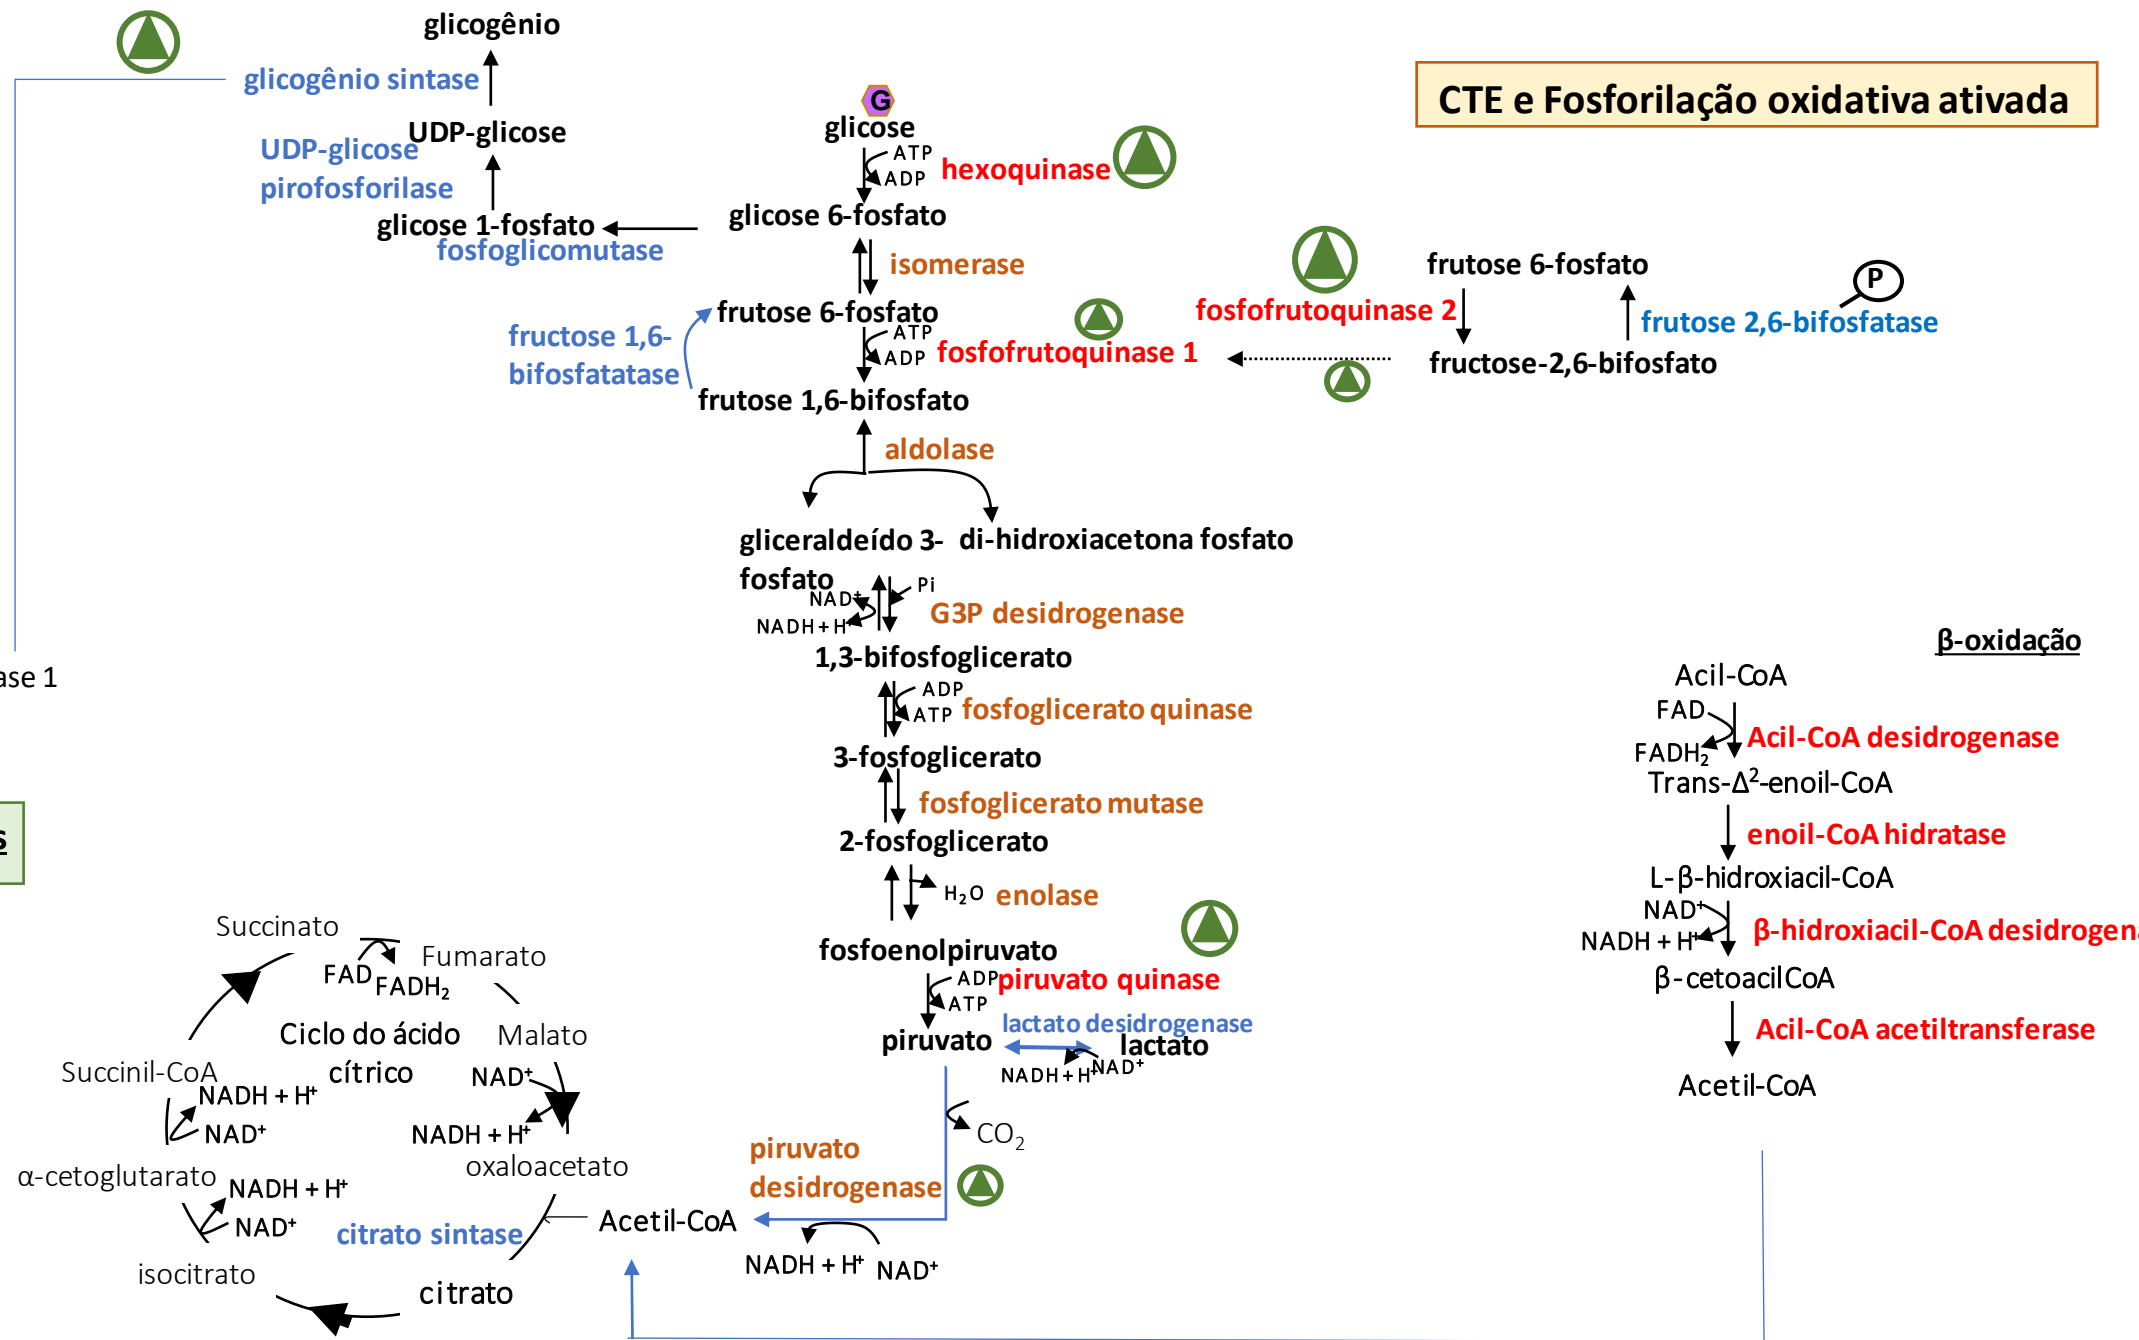 glicogênio
glicogênio sintase
UDP-glicose
UDP-glicose
pirofosforilase
glicose 1-fosfato
fosfoglicomutase
G
glicose
ATP
ADP
hexoquinase
glicose 6-fosfato
isomerase
frutose 6-fosfato
ATP
ADP
fosfofrutoquinase 1
fructose 1,6-
bifosfatatase
frutose 1,6-bifosfato
CTE e Fosforilação oxidativa ativada
frutose 6-fosfato
P
fosfofrutoquinase 2
frutose 2,6-bifosfatase
fructose-2,6-bifosfato
aldolase
gliceraldeído 3-
fosfato
di-hidroxiacetona fosfato
NAD+
NADH + H+
Pi
G3P desidrogenase
1,3-bifosfoglicerato
ADP
ATP
fosfoglicerato quinase
3-fosfoglicerato
fosfoglicerato mutase
2-fosfoglicerato
H2O
enolase
fosfoenolpiruvato
ADP
ATP
piruvato quinase
lactato desidrogenase
piruvato
lactato
NADH + H+
NAD+
CO2
piruvato
desidrogenase
Acetil-CoA
NADH + H+
NAD+
ase 1
s
Succinato
FAD
FADH2
Fumarato
Ciclo do ácido
cítrico
Malato
NAD+
NADH + H+
Succinil-CoA
NADH + H+
NAD+
oxaloacetato
α-cetoglutarato
NADH + H+
NAD+
citrato sintase
isocitrato
citrato
β-oxidação
Acil-CoA
FAD
FADH2
Acil-CoA desidrogenase
Trans-Δ2-enoil-CoA
enoil-CoA hidratase
L-β-hidroxiacil-CoA
NAD+
NADH + H+
β-hidroxiacil-CoA desidrogena
β-cetoacilCoA
Acil-CoA acetiltransferase
Acetil-CoA